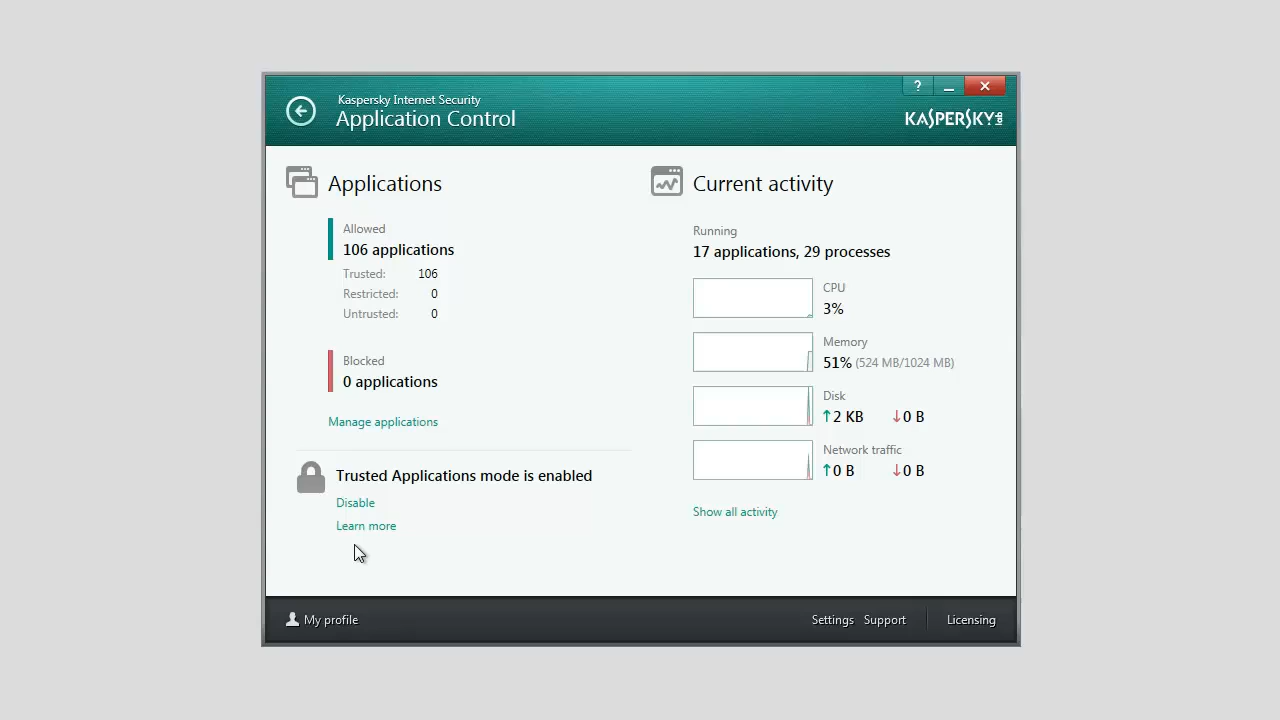 Kaspersky Internet Security
Application Control
?
KASPERSKY lab
Applications
Allowed
106 applications
Trusted: 106
Restricted: 0
Untrusted: 0
Blocked
0 applications
Manage applications
Trusted Applications mode is enabled
Disable
Learn more
Current activity
Running
17 applications, 29 processes
CPU
3%
Memory
51% (524 MB/1024 MB)
Disk
↑2 KB ↓0 B
Network traffic
↑0 B ↓0 B
Show all activity
My profile
Settings Support Licensing